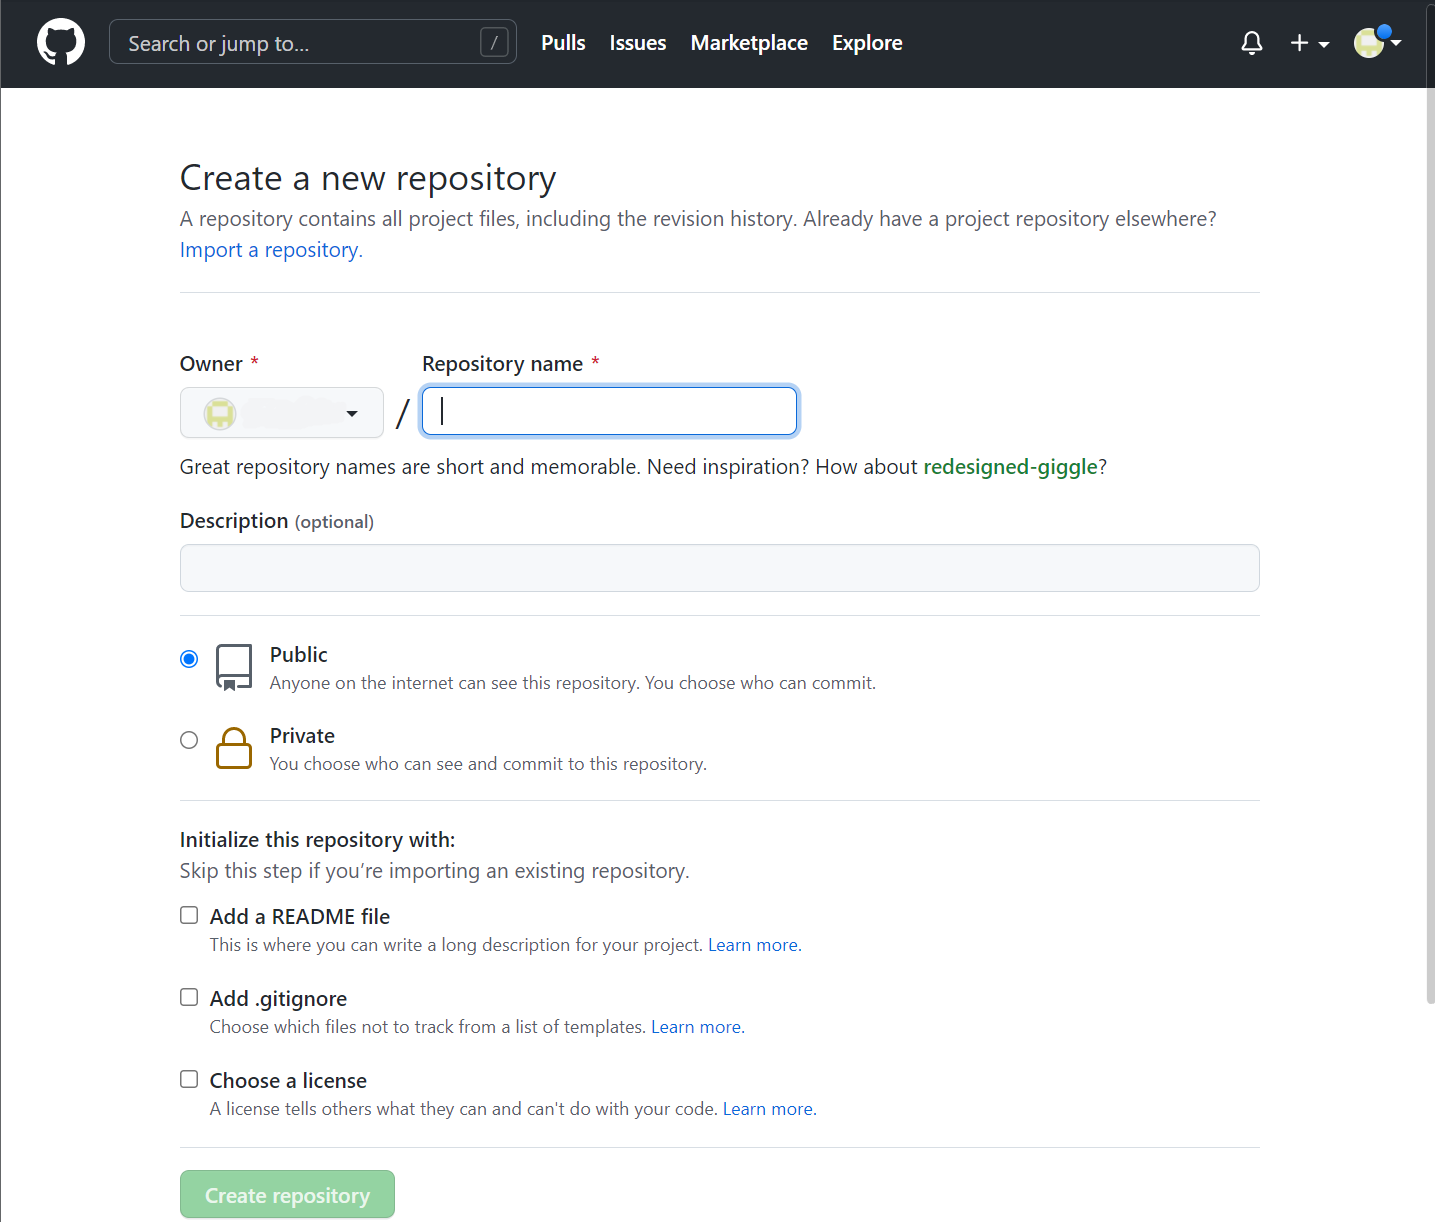 Search or jump to...
/
Pulls
Issues
Marketplace
Explore
Create a new repository
A repository contains all project files, including the revision history. Already have a project repository elsewhere?
Import a repository.
Owner *
Repository name *
/
Great repository names are short and memorable. Need inspiration? How about redesigned-giggle?
Description (optional)
Public
Anyone on the internet can see this repository. You choose who can commit.
Private
You choose who can see and commit to this repository.
Initialize this repository with:
Skip this step if you’re importing an existing repository.
Add a README file
This is where you can write a long description for your project. Learn more.
Add .gitignore
Choose which files not to track from a list of templates. Learn more.
Choose a license
A license tells others what they can and can't do with your code. Learn more.
Create repository